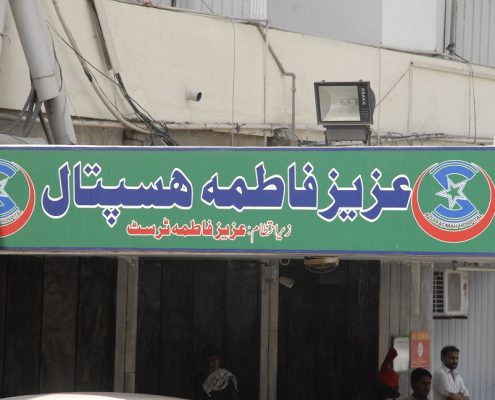 عزیز فاطمہ ہسپتال
زیر انتظام: عزیز فاطمہ ٹرسٹ